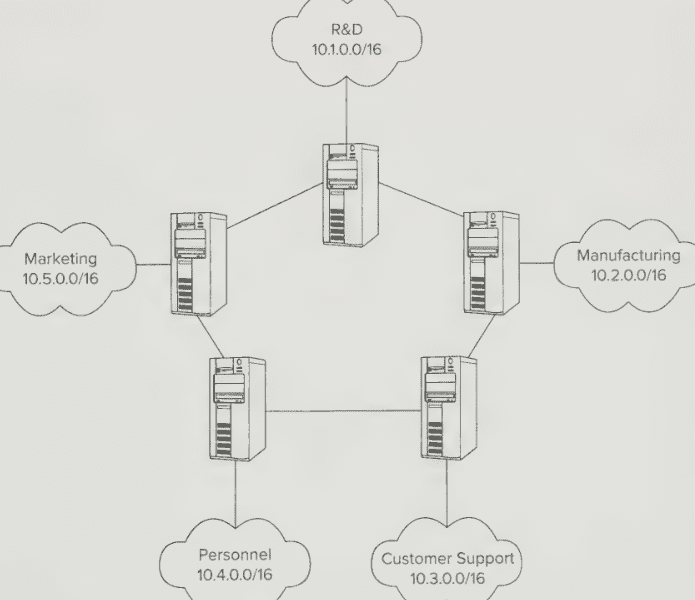 R&D
10.1.0.0/16
Marketing
10.5.0.0/16
Manufacturing
10.2.0.0/16
Personnel
10.4.0.0/16
Customer Support
10.3.0.0/16